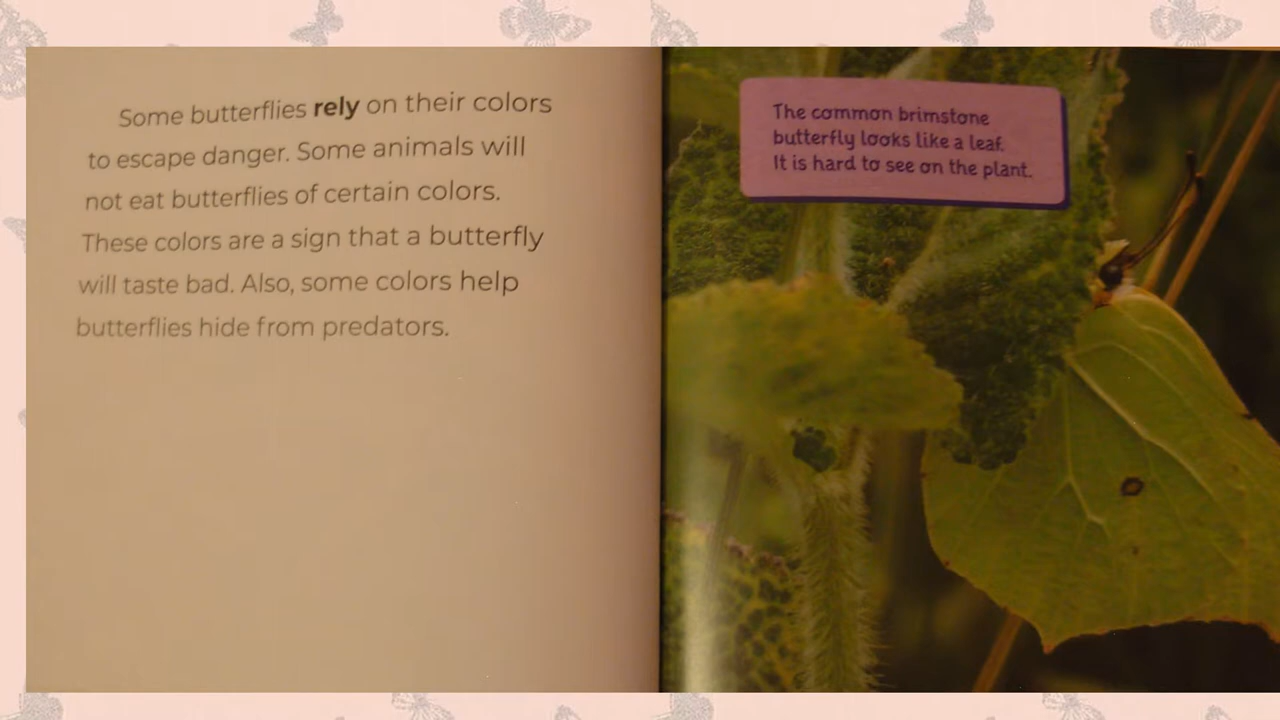 Some butterflies rely on their colors
to escape danger. Some animals will
not eat butterflies of certain colors.
These colors are a sign that a butterfly
will taste bad. Also, some colors help
butterflies hide from predators.
The common brimstone
butterfly looks like a leaf.
It is hard to see on the plant.